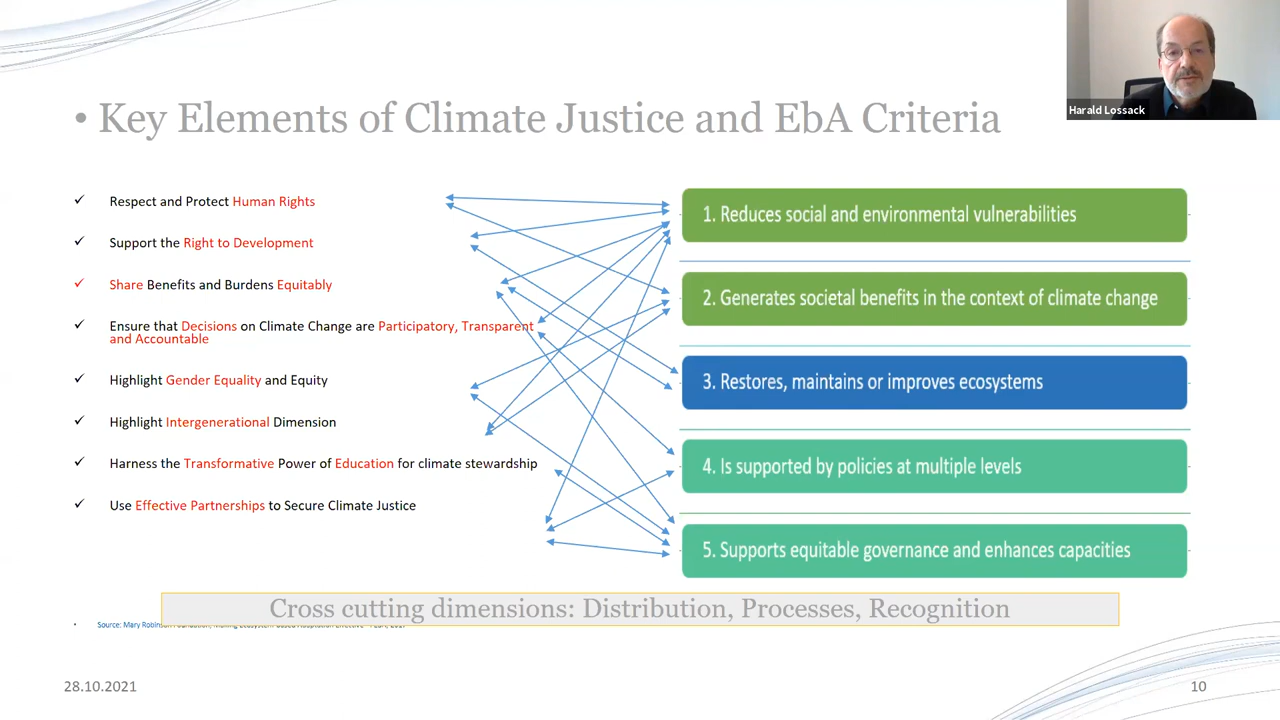 Harald Lossack
• Key Elements of Climate Justice and EbA Criteria
✓ Respect and Protect Human Rights
✓ Support the Right to Development
✓ Share Benefits and Burdens Equitably
✓ Ensure that Decisions on Climate Change are Participatory, Transparent
and Accountable
✓ Highlight Gender Equality and Equity
✓ Highlight Intergenerational Dimension
✓ Harness the Transformative Power of Education for climate stewardship
✓ Use Effective Partnerships to Secure Climate Justice
1. Reduces social and environmental vulnerabilities
2. Generates societal benefits in the context of climate change
3. Restores, maintains or improves ecosystems
4. Is supported by policies at multiple levels
5. Supports equitable governance and enhances capacities
Cross cutting dimensions: Distribution, Processes, Recognition
• Source: Mary
28.10.2021
10